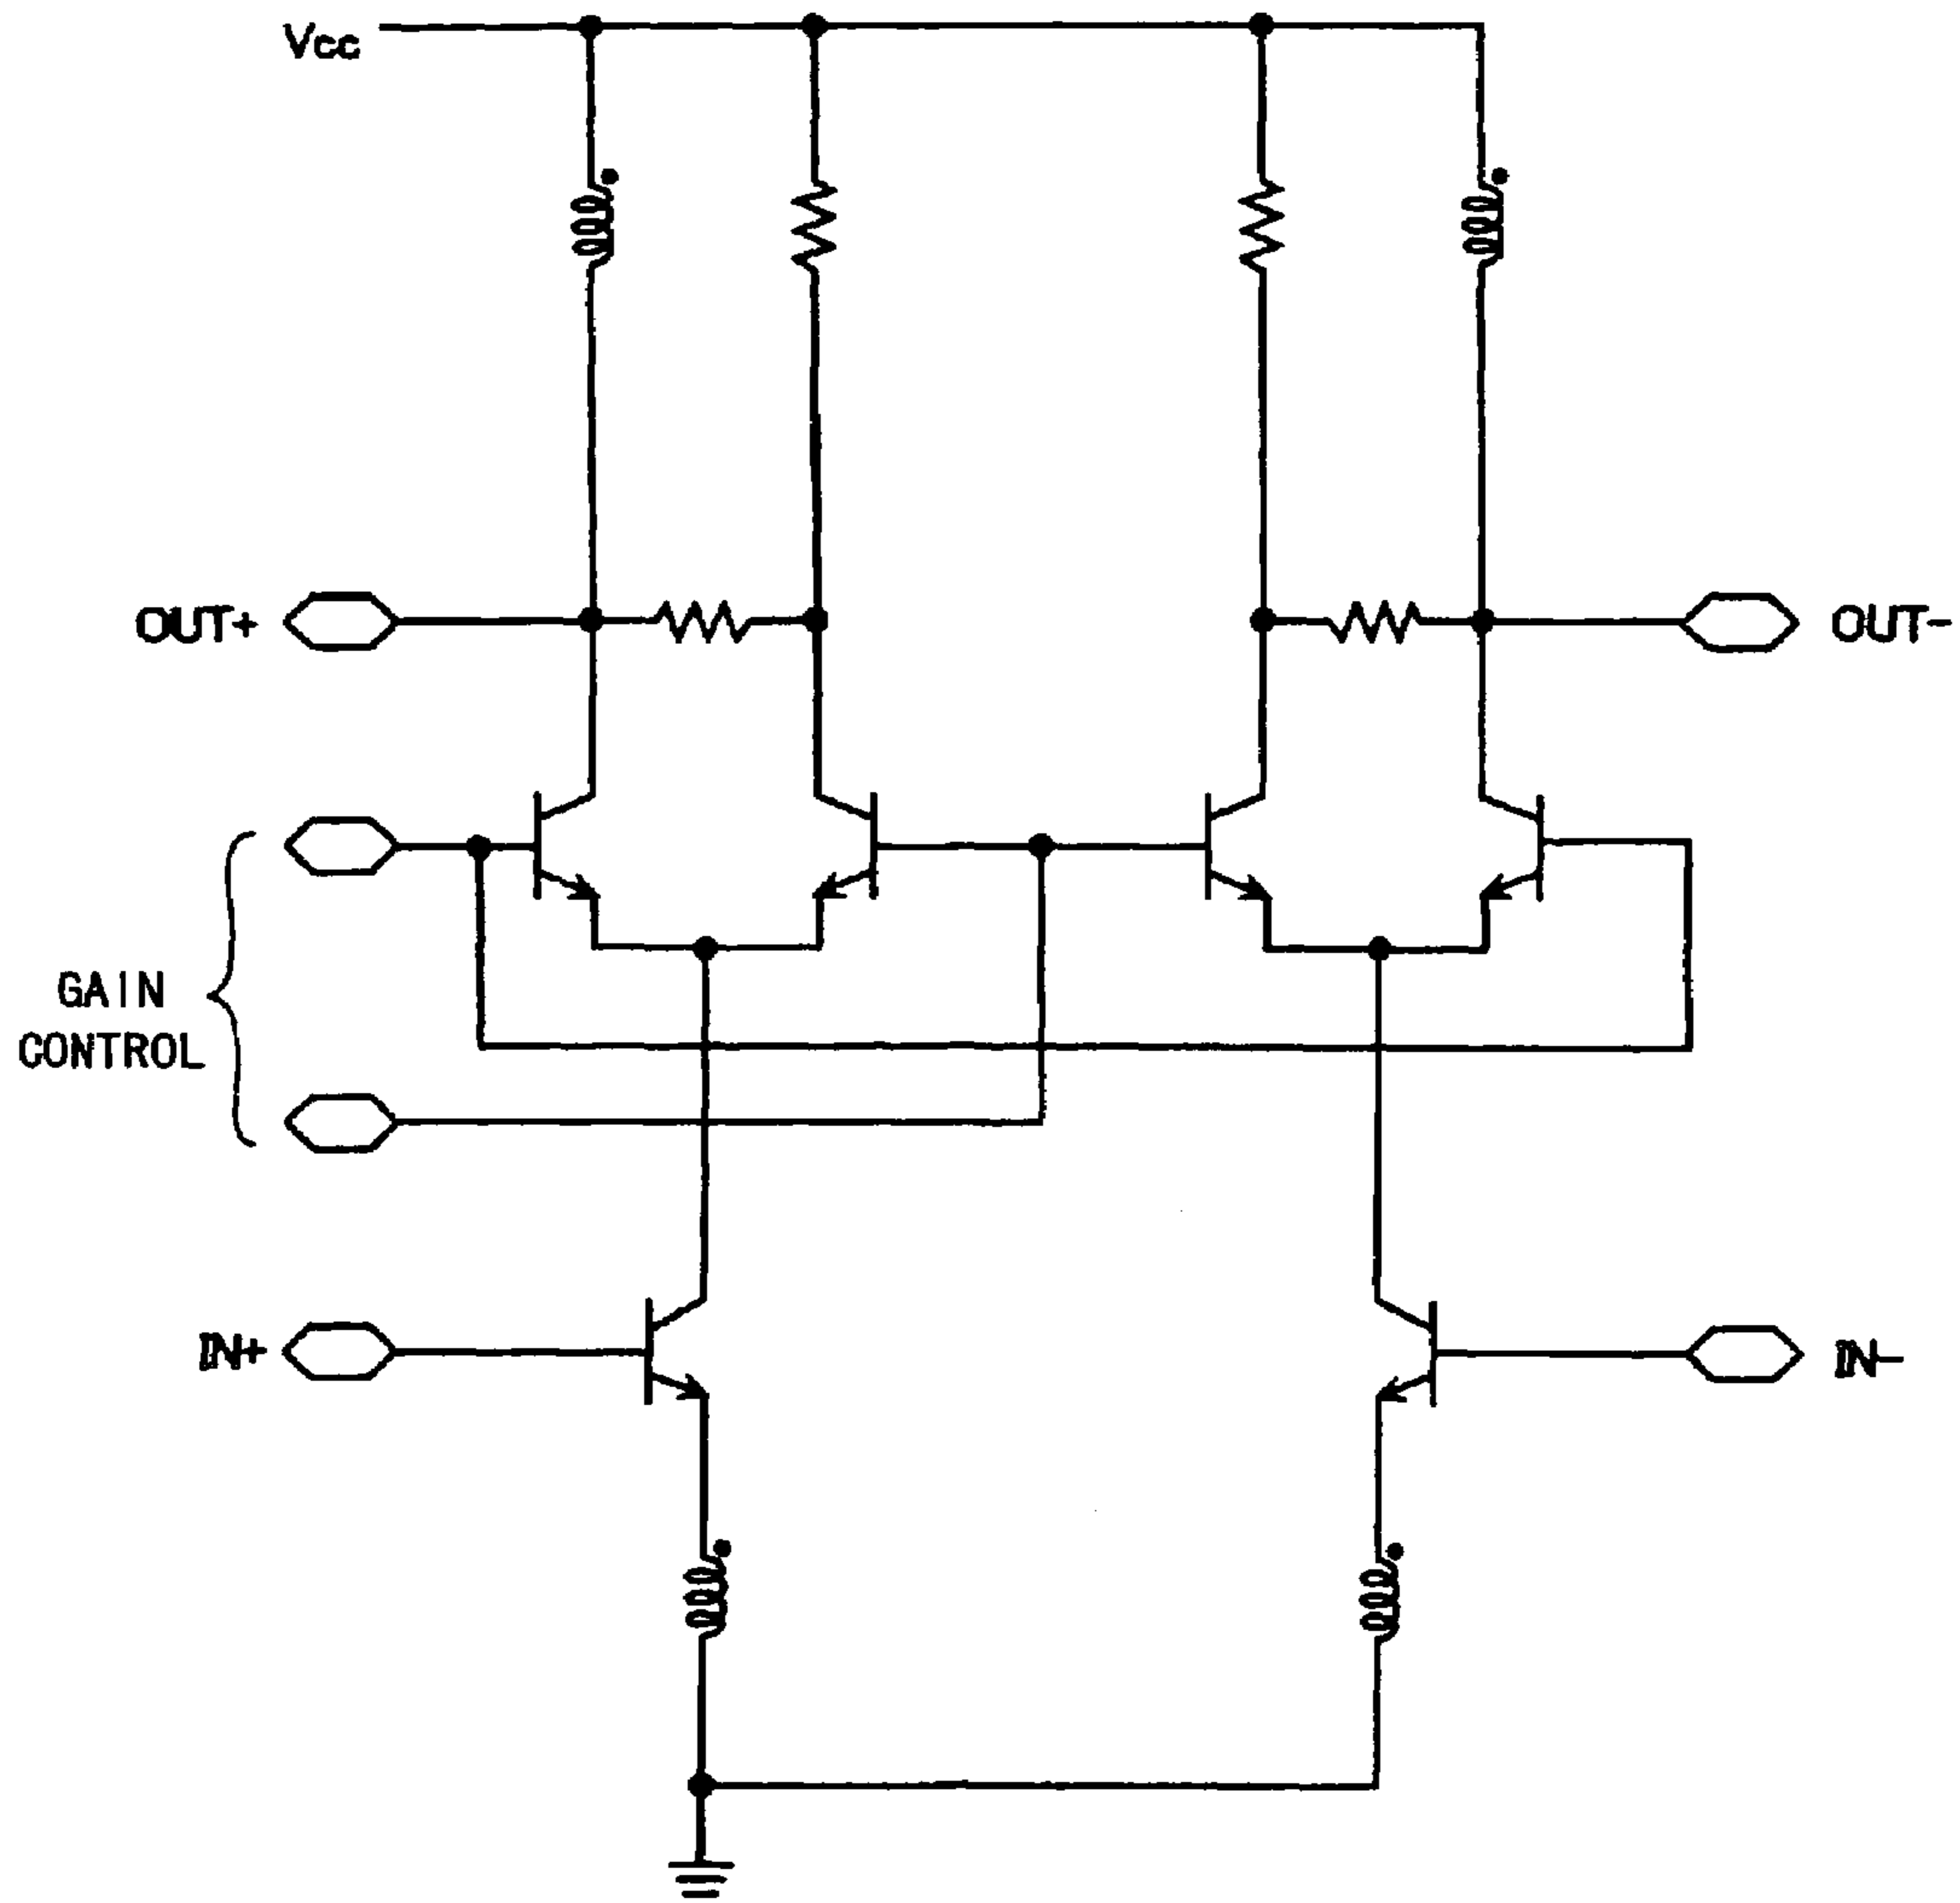 Vcc
OUT+
OUT-
GAIN
CONTROL
IN+
IN-